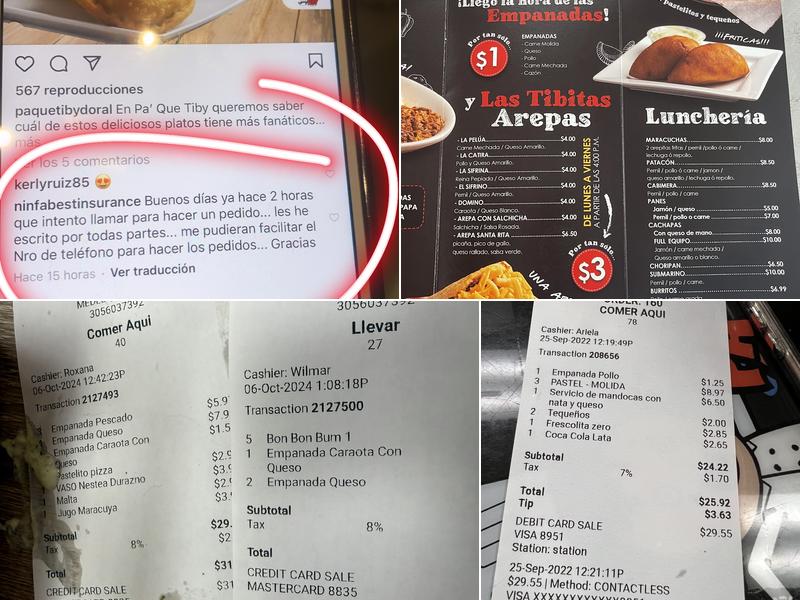 567 reproducciones
paquetibydoral En Pa' Que Tiby queremos saber
cuál de estos deliciosos platos tiene más fanáticos...
más
los 5 comentarios
kerlyruiz85 😍
ninfabestinsurance Buenos días ya hace 2 horas
que intento llamar para hacer un pedido... les he
escrito por todas partes... me pudieran facilitar el
Nro de teléfono para hacer los pedidos... Gracias
Hace 15 horas · Ver traducción
¡Llegó la hora de las
Empanadas!
Por tan solo...
$1
EMPANADAS
- Carne Molida
- Queso
- Pollo
- Carne Mechada
- Cazón
y Las Tibitas
Arepas
- LA PELÚA $4.00
Carne Mechada / Queso Amarillo.
- LA CATIRA $4.00
Pollo y Queso Amarillo.
- LA SIFRINA $4.00
Reina Pepiada / Queso Amarillo.
- EL SIFRINO $4.00
Pernil / Queso Amarillo.
- DOMINO $4.00
Caraota / Queso Blanco.
- AREPA CON SALCHICHA $4.00
Salchicha / Salsa Rosada.
- AREPA SANTA RITA $6.50
picaña, pico de gallo,
queso rallado, salsa verde.
DE LUNES A VIERNES
A PARTIR DE LAS 4:00 P.M.
Por tan solo...
$3
UNA
pastelitos y tequeños
¡¡¡FRITICAS!!!
Lunchería
MARACUCHAS $8.00
2 arepitas fritas / pernil /pollo ó carne /
lechuga ó repollo.
PATACÓN $8.50
Pernil / pollo ó carne / jamon /
queso amarillo / lechuga ó repollo.
CABIMERA $8.50
Pernil / pollo / carne
PANES
Jamón / queso $5.00
Pernil / pollo o carne $7.00
CACHAPAS
Con queso de mano $8.00
FULL EQUIPO $10.00
Jamón / carne mechada /
Queso amarillo o blanco.
CHORIPAN $6.50
SUBMARINO $10.00
Pernil / pollo / carne.
BURRITOS $6.99
3056037392
Comer Aqui
40
Cashier: Roxana
06-Oct-2024 12:42:23P
Transaction 2127493
Empanada Pescado
Empanada Queso
Empanada Caraota Con
Queso
Pastelito pizza
VASO Nestea Durazno
1 Malta
1 Jugo Maracuya
Subtotal $29.
Tax 8%
Total $31
CREDIT CARD SALE $31
3056037392
Llevar
27
Cashier: Wilmar
06-Oct-2024 1:08:18P
Transaction 2127500
5 Bon Bon Bum 1
1 Empanada Caraota Con
Queso
2 Empanada Queso
Subtotal
Tax 8%
Total
CREDIT CARD SALE
MASTERCARD 8835
ORDER: 160
COMER AQUI
78
Cashier: Ariela
25-Sep-2022 12:19:49P
Transaction 208656
1 Empanada Pollo $1.25
3 PASTEL - MOLIDA $8.97
1 Servicio de mandocas con $6.50
nata y queso
2 Tequeños $2.00
1 Frescolita zero $2.85
1 Coca Cola Lata $2.65
Subtotal $24.22
Tax 7% $1.70
Total $25.92
Tip $3.63
DEBIT CARD SALE $29.55
VISA 8951
Station: station
25-Sep-2022 12:21:11P
$29.55 | Method: CONTACTLESS